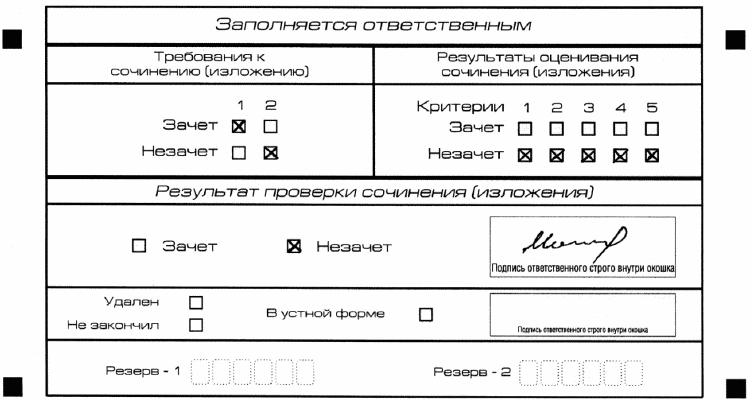 Заполняется ответственным
Требования к
сочинению (изложению)
1 2
Зачет
Незачет
Результаты оценивания
сочинения (изложения)
Критерии 1 2 3 4 5
Зачет
Незачет
Результат проверки сочинения (изложения)
Зачет
Незачет
Подпись ответственного строго внутри окошка
Удален
Не закончил
В устной форме
Подпись ответственного строго внутри окошка
Резерв - 1
Резерв - 2